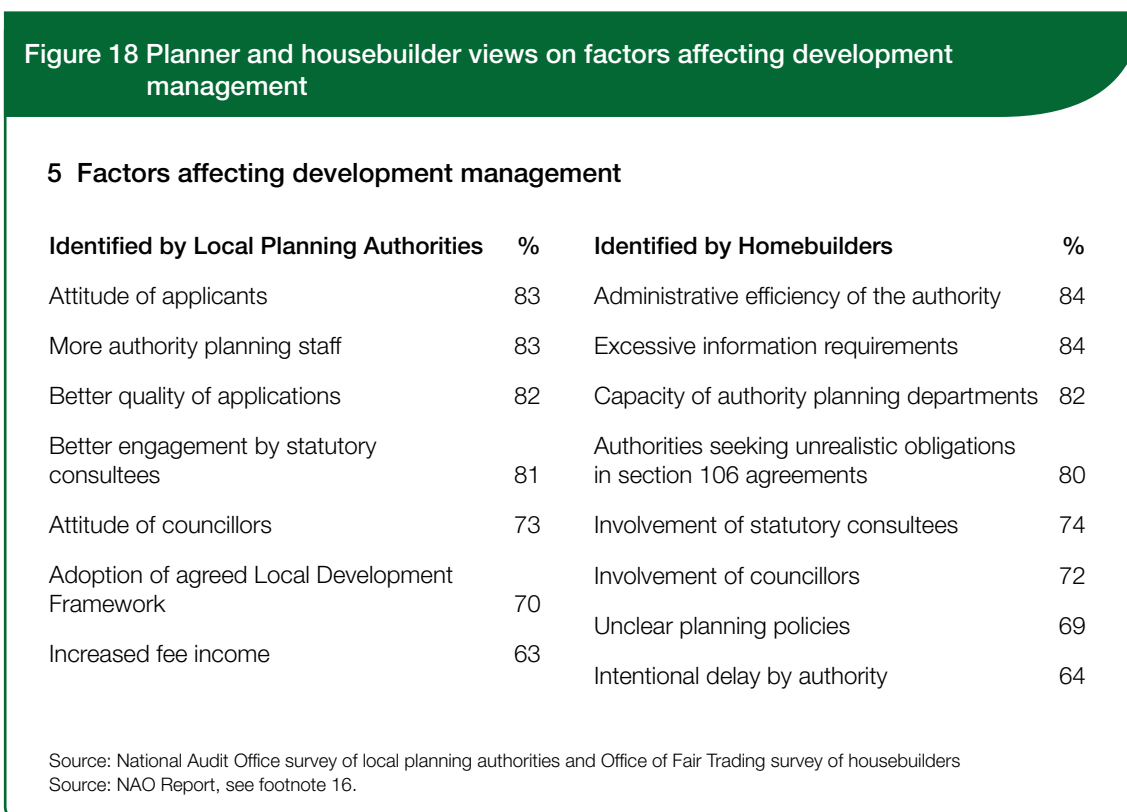 Figure 18 Planner and housebuilder views on factors affecting development
management
5 Factors affecting development management
Identified by Local Planning Authorities %
Attitude of applicants 83
More authority planning staff 83
Better quality of applications 82
Better engagement by statutory
consultees 81
Attitude of councillors 73
Adoption of agreed Local Development
Framework 70
Increased fee income 63
Identified by Homebuilders %
Administrative efficiency of the authority 84
Excessive information requirements 84
Capacity of authority planning departments 82
Authorities seeking unrealistic obligations
in section 106 agreements 80
Involvement of statutory consultees 74
Involvement of councillors 72
Unclear planning policies 69
Intentional delay by authority 64
Source: National Audit Office survey of local planning authorities and Office of Fair Trading survey of housebuilders
Source: NAO Report, see footnote 16.